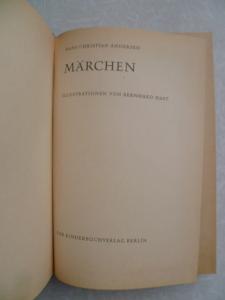 HANS CHRISTIAN ANDERSEN
MÄRCHEN
ILLUSTRATIONEN VON BERNHARD NAST
DER KINDERBUCHVERLAG BERLIN